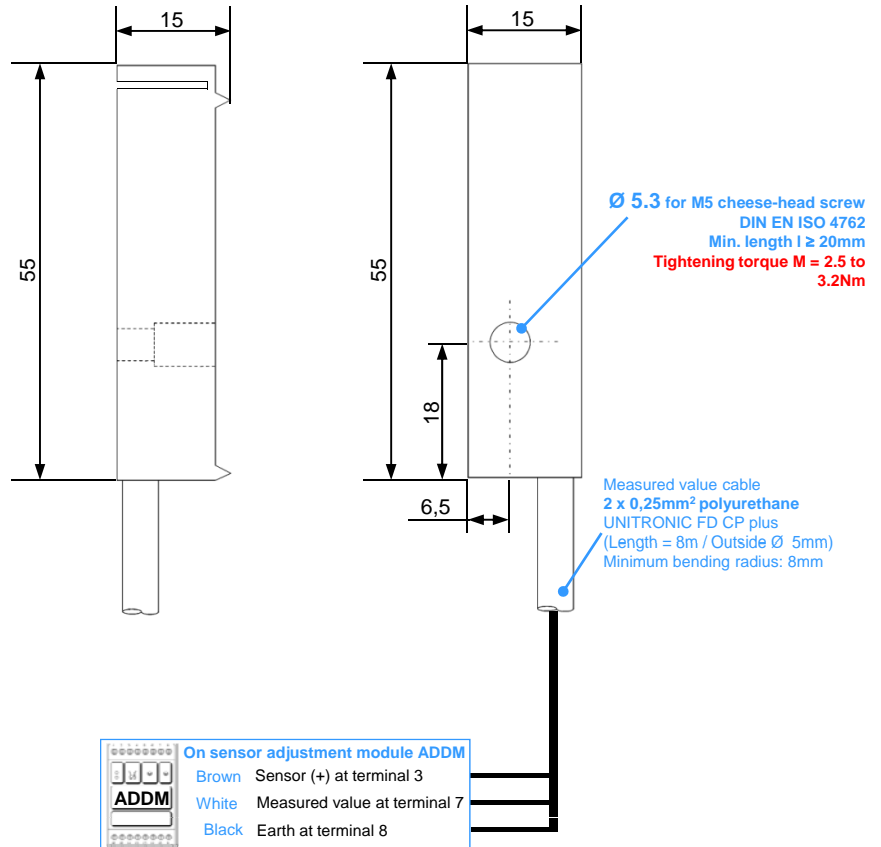 15
15
55
55
Ø 5.3 for M5 cheese-head screw
DIN EN ISO 4762
Min. length l ≥ 20mm
Tightening torque M = 2.5 to
3.2Nm
18
6,5
Measured value cable
2 x 0,25mm² polyurethane
UNITRONIC FD CP plus
(Length = 8m / Outside Ø 5mm)
Minimum bending radius: 8mm
On sensor adjustment module ADDM
Brown Sensor (+) at terminal 3
ADDM
White Measured value at terminal 7
Black Earth at terminal 8